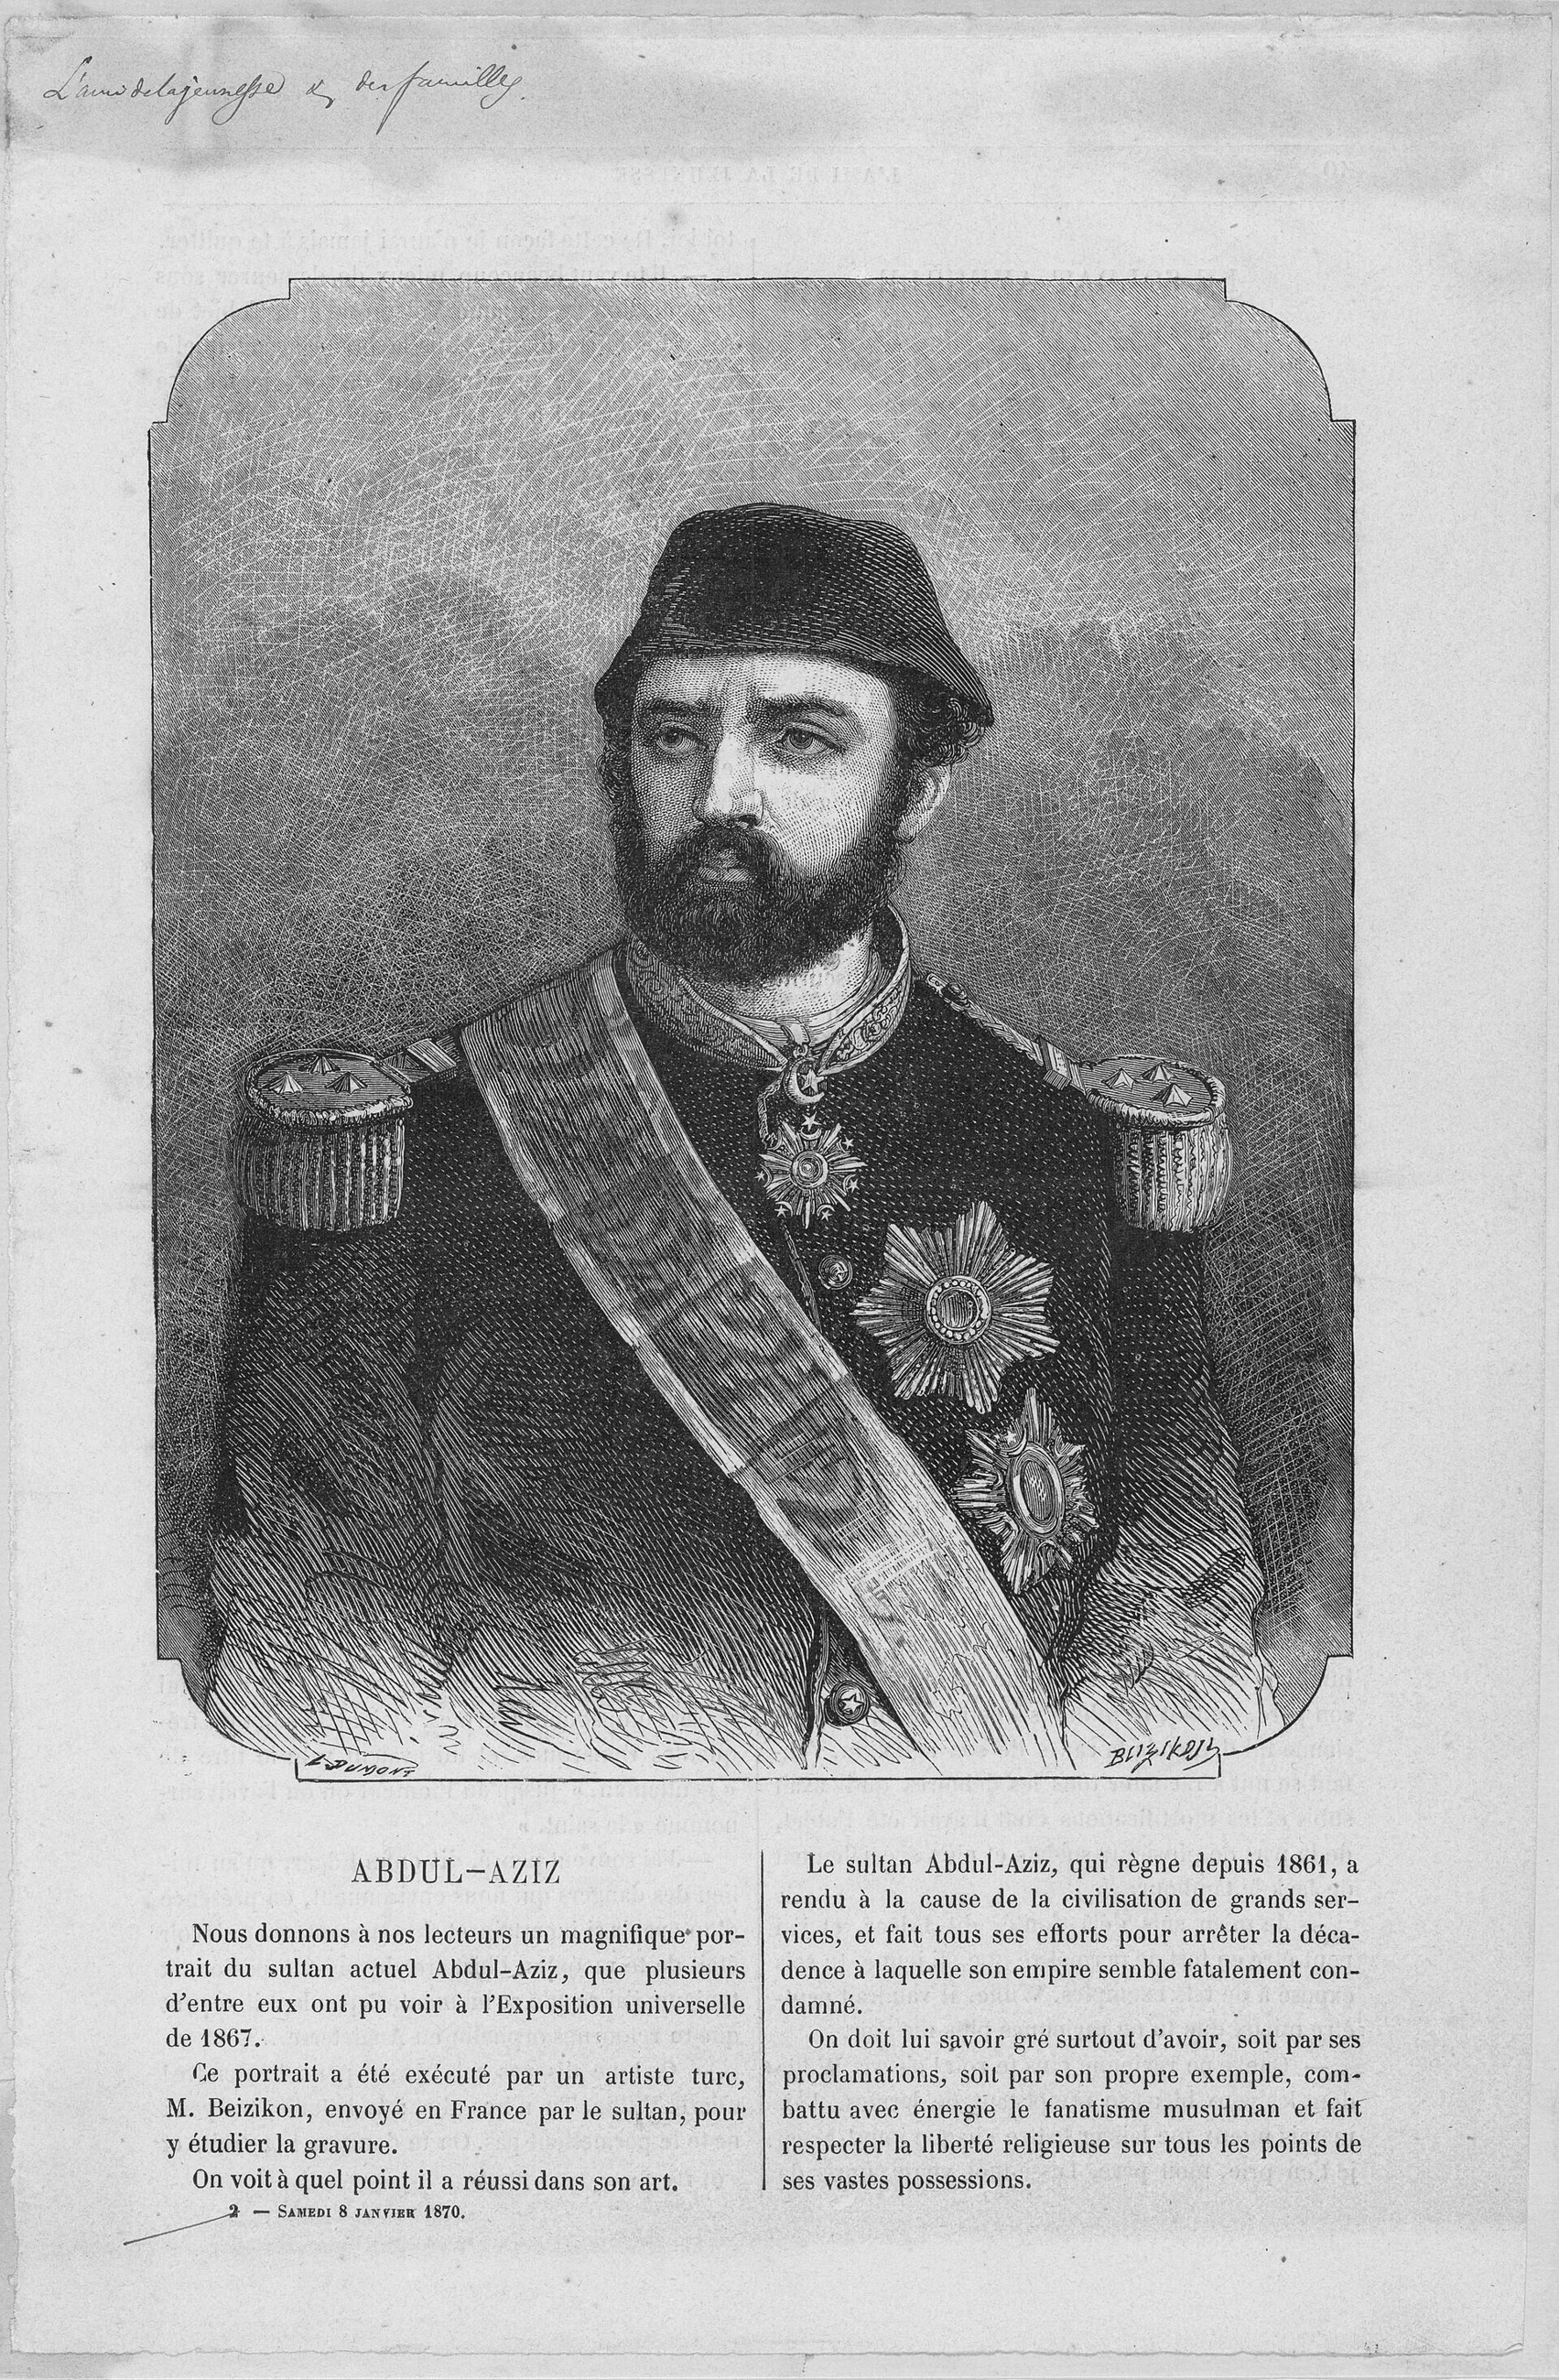 L'ami de la jeunesse & des familles.
L. DUMONT
ABDUL-AZIZ
Nous donnons à nos lecteurs un magnifique por-
trait du sultan actuel Abdul-Aziz, que plusieurs
d'entre eux ont pu voir à l'Exposition universelle
de 1867.
Ce portrait a été exécuté par un artiste turc,
M. Beizikon, envoyé en France par le sultan, pour
y étudier la gravure.
On voit à quel point il a réussi dans son art.
2 — SAMEDI 8 JANVIER 1870.
Le sultan Abdul-Aziz, qui règne depuis 1861, a
rendu à la cause de la civilisation de grands ser-
vices, et fait tous ses efforts pour arrêter la déca-
dence à laquelle son empire semble fatalement con-
damné.
On doit lui savoir gré surtout d'avoir, soit par ses
proclamations, soit par son propre exemple, com-
battu avec énergie le fanatisme musulman et fait
respecter la liberté religieuse sur tous les points de
ses vastes possessions.